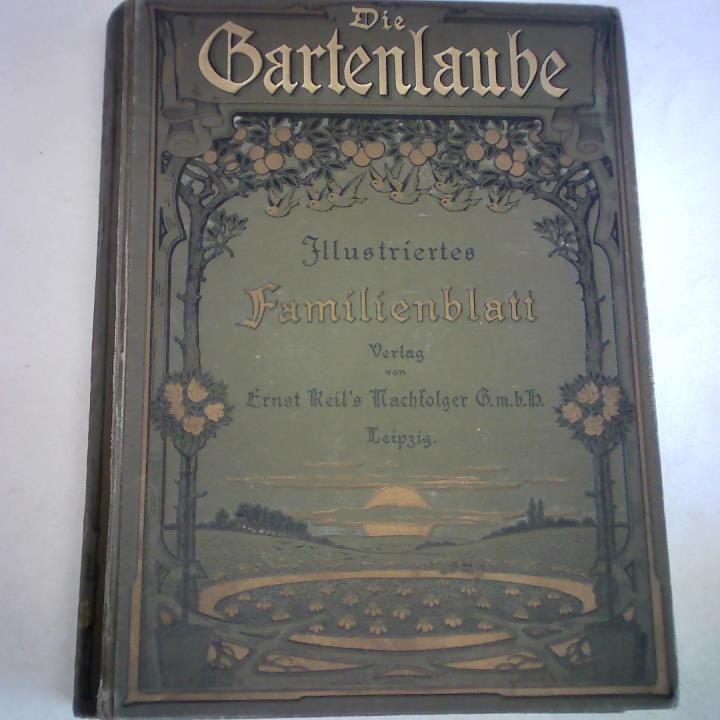 Die
Gartenlaube
Illustriertes
Familienblatt
Verlag
von
Ernst Keil's Nachfolger G.m.b.H.
Leipzig.